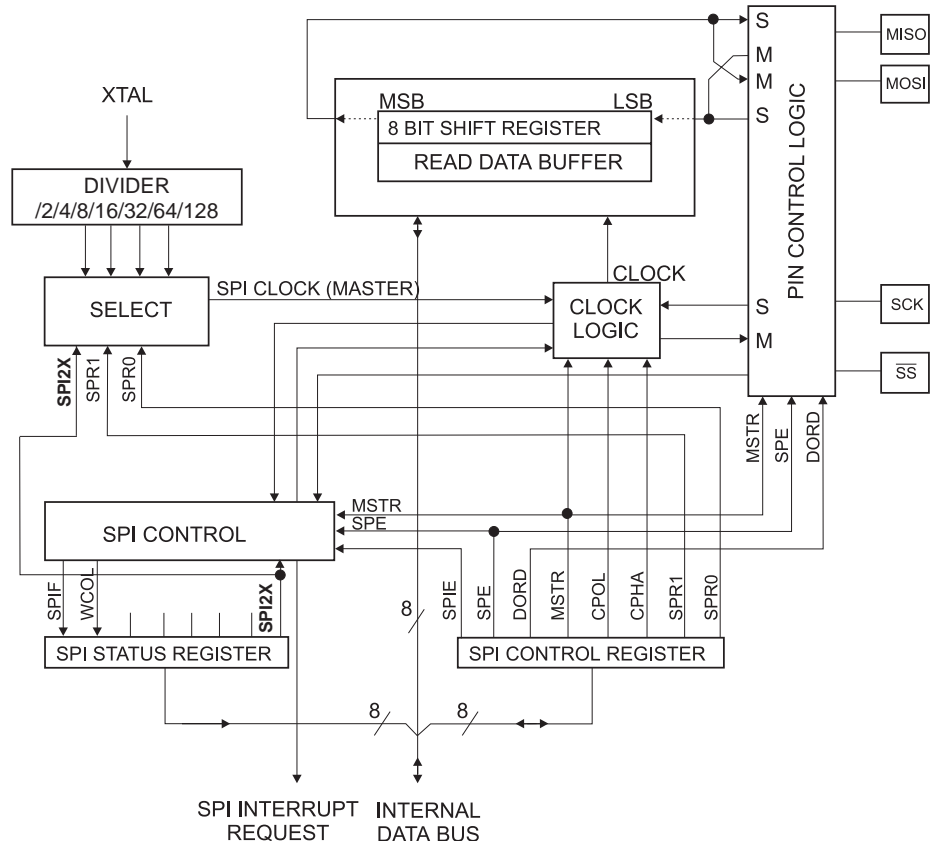 S
MISO
M
M
MOSI
S
PIN CONTROL LOGIC
XTAL
MSB
LSB
8 BIT SHIFT REGISTER
READ DATA BUFFER
DIVIDER
/2/4/8/16/32/64/128
SPI CLOCK (MASTER)
CLOCK
SELECT
CLOCK
LOGIC
S
M
SCK
SS
SPI2X
SPR1
SPR0
MSTR
SPE
DORD
MSTR
SPE
SPI CONTROL
SPIF
WCOL
SPI2X
8
SPIE
SPE
DORD
MSTR
CPOL
CPHA
SPR1
SPR0
SPI STATUS REGISTER
SPI CONTROL REGISTER
8
8
SPI INTERRUPT
REQUEST
INTERNAL
DATA BUS